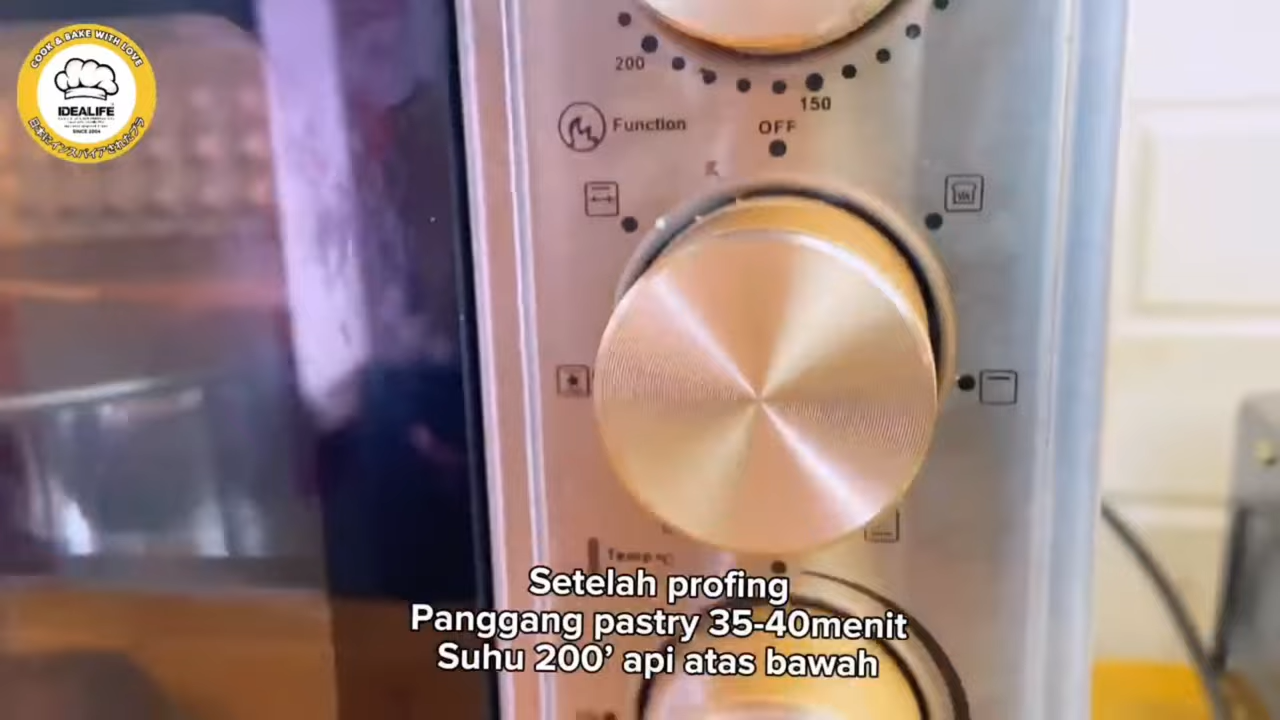 COOK & BAKE WITH LOVE
IDEALIFE
SINCE 2004
200
150
OFF
Function
Temp°C
Setelah profing
Panggang pastry 35-40menit
Suhu 200’ api atas bawah